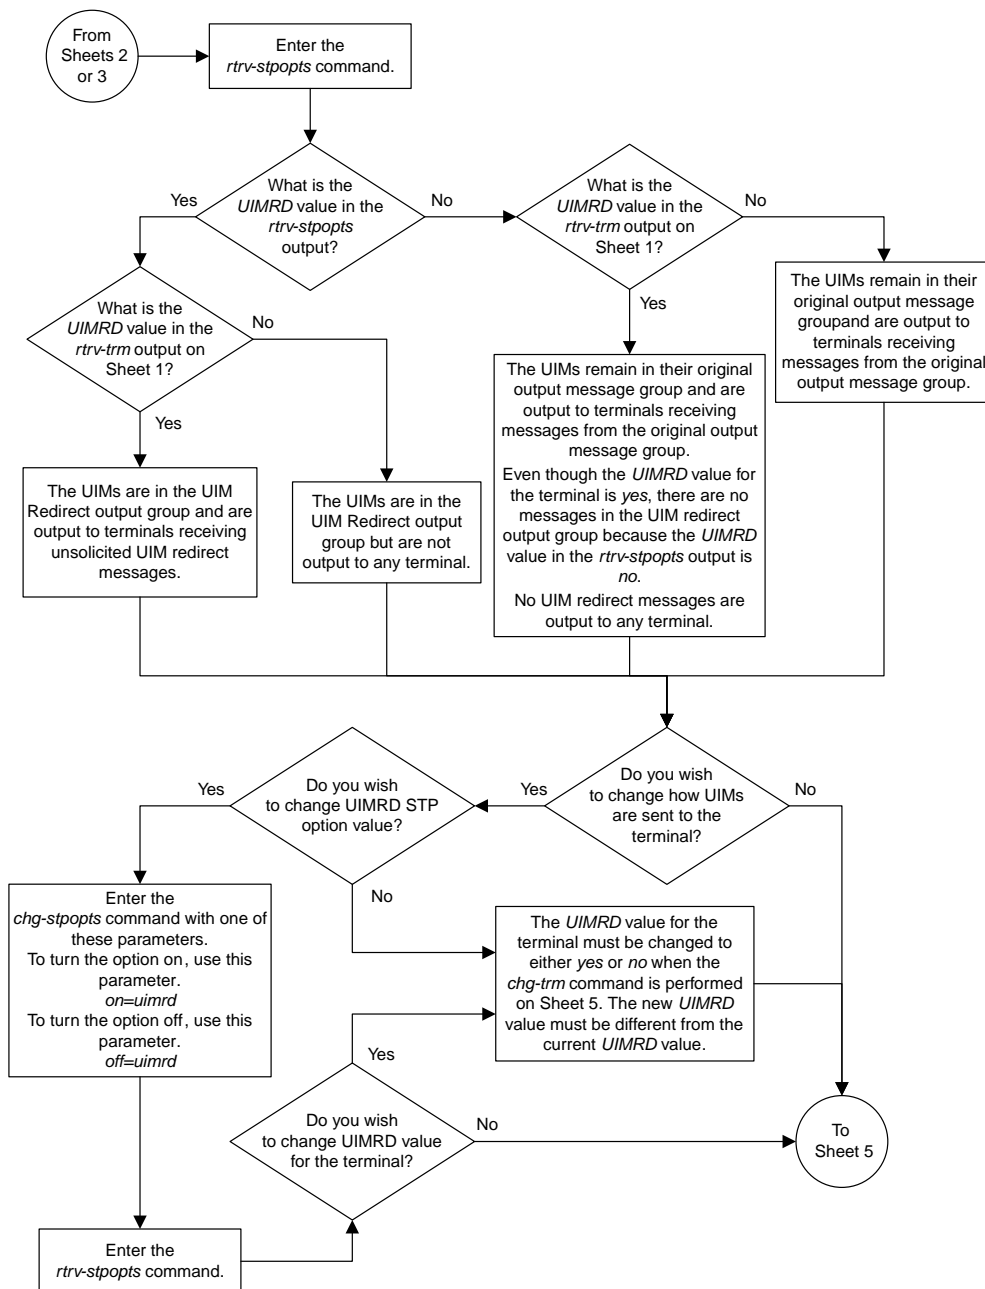 From
Sheets 2
or 3
Enter the
rtrv-stpopts command.
What is the
UIMRD value in the
rtrv-stpopts
output?
Yes
No
What is the
UIMRD value in the
rtrv-trm output on
Sheet 1?
No
Yes
The UIMs remain in their
original output message
groupand are output to
terminals receiving
messages from the original
output message group.
What is the
UIMRD value in the
rtrv-trm output on
Sheet 1?
No
Yes
The UIMs remain in their original
output message group and are
output to terminals receiving
messages from the original output
message group.
Even though the UIMRD value for
the terminal is yes, there are no
messages in the UIM redirect
output group because the UIMRD
value in the rtrv-stpopts output is
no.
No UIM redirect messages are
output to any terminal.
The UIMs are in the UIM
Redirect output group and are
output to terminals receiving
unsolicited UIM redirect
messages.
The UIMs are in the
UIM Redirect output
group but are not
output to any terminal.
Do you wish
to change how UIMs
are sent to the
terminal?
Yes
No
Do you wish
to change UIMRD STP
option value?
Yes
No
Enter the
chg-stpopts command with one of
these parameters.
To turn the option on, use this
parameter.
on=uimrd
To turn the option off, use this
parameter.
off=uimrd
The UIMRD value for the
terminal must be changed to
either yes or no when the
chg-trm command is performed
on Sheet 5. The new UIMRD
value must be different from the
current UIMRD value.
Yes
Do you wish
to change UIMRD value
for the terminal?
No
To
Sheet 5
Enter the
rtrv-stpopts command.